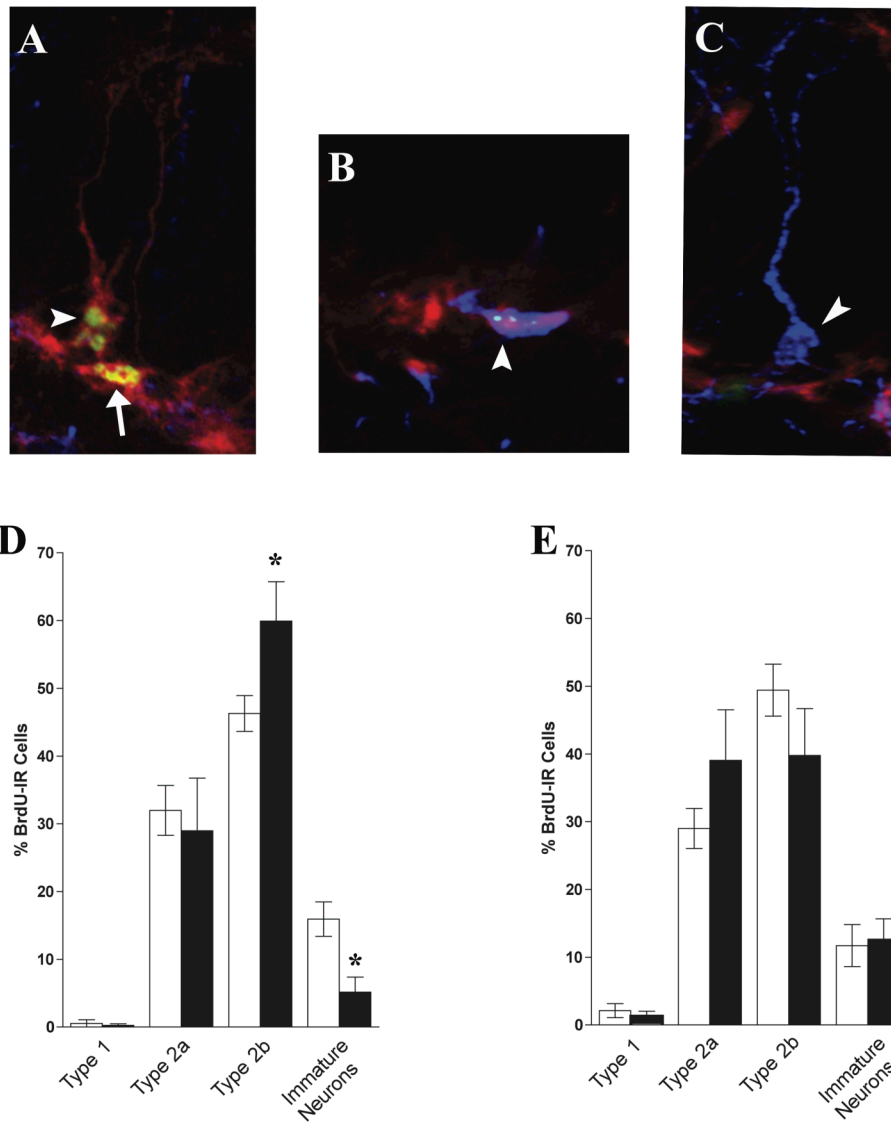 A
B
C
D
*
*
% BrdU-IR Cells
70
60
50
40
30
20
10
0
Type 1
Type 2a
Type 2b
Immature
Neurons
E
% BrdU-IR Cells
70
60
50
40
30
20
10
0
Type 1
Type 2a
Type 2b
Immature
Neurons